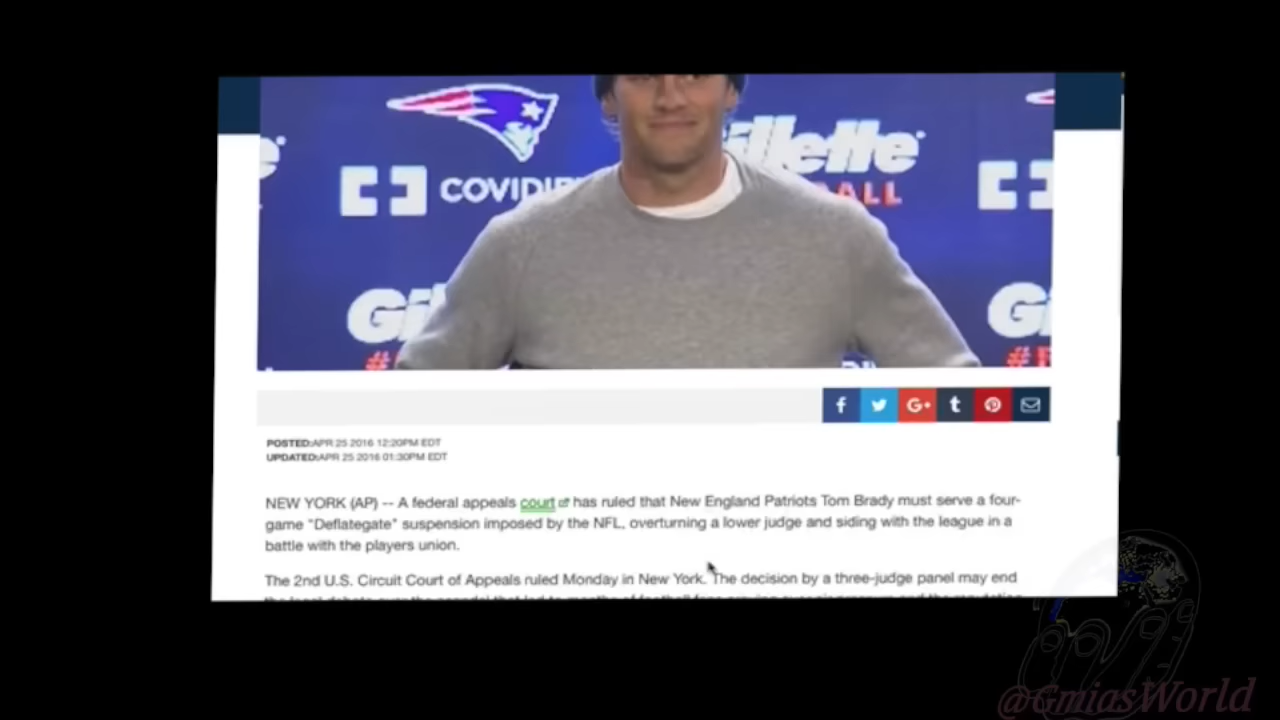 COVIDIE
Gillette
BALL
Gi
G
#
#F
f G+ t
POSTED:APR 25 2016 12:20PM EDT
UPDATED:APR 25 2016 01:30PM EDT
NEW YORK (AP) -- A federal appeals court has ruled that New England Patriots Tom Brady must serve a four-
game "Deflategate" suspension imposed by the NFL, overturning a lower judge and siding with the league in a
battle with the players union.
The 2nd U.S. Circuit Court of Appeals ruled Monday in New York. The decision by a three-judge panel may end
@GmiasWorld